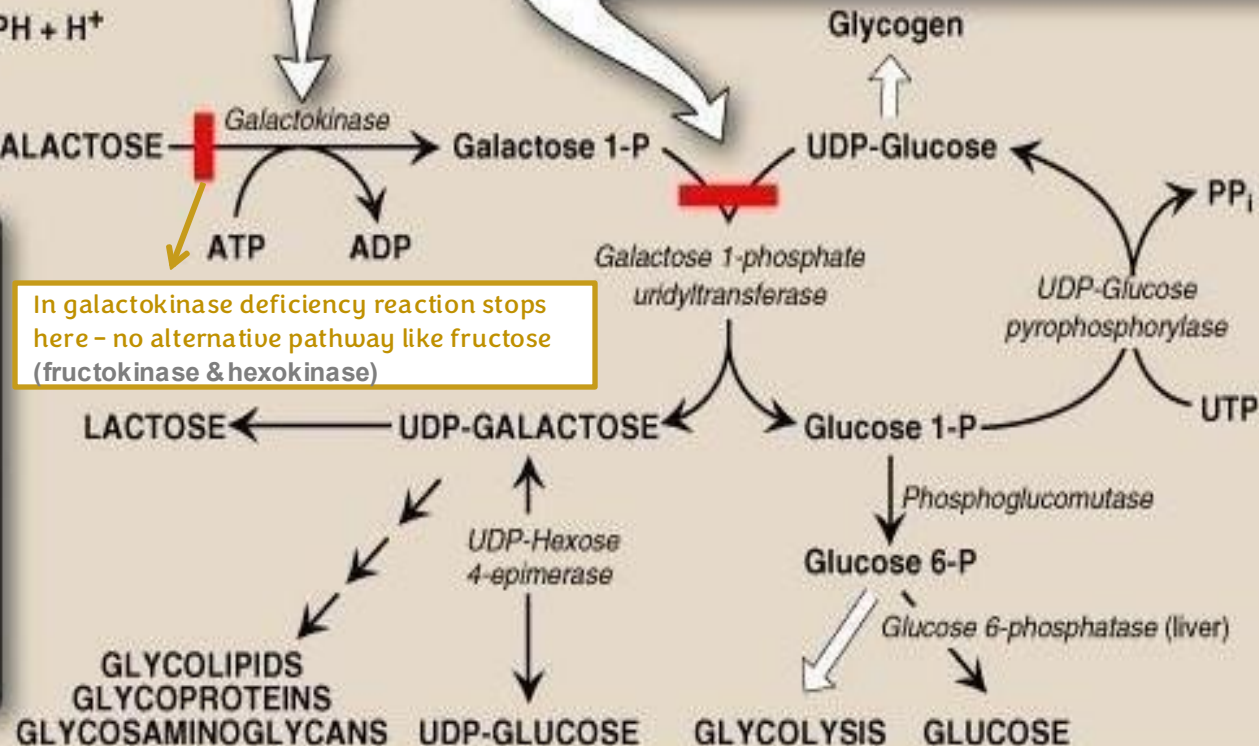 PH + H⁺
Glycogen
Galactokinase
ALACTOSE
Galactose 1-P
UDP-Glucose
PPi
ATP
ADP
Galactose 1-phosphate
uridyltransferase
UDP-Glucose
pyrophosphorylase
In galactokinase deficiency reaction stops
here – no alternative pathway like fructose
(fructokinase & hexokinase)
LACTOSE
UDP-GALACTOSE
Glucose 1-P
UTP
Phosphoglucomutase
UDP-Hexose
4-epimerase
Glucose 6-P
Glucose 6-phosphatase (liver)
GLYCOLIPIDS
GLYCOPROTEINS
GLYCOSAMINOGLYCANS
UDP-GLUCOSE
GLYCOLYSIS
GLUCOSE